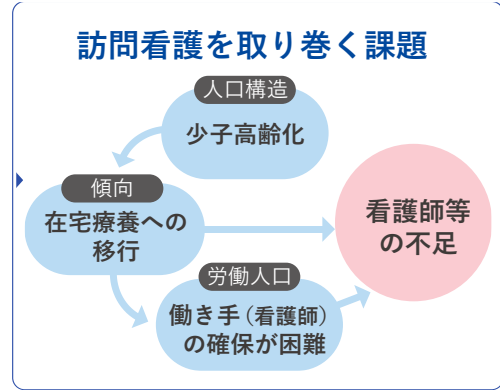 訪問看護を取り巻く課題
人口構造
少子高齢化
傾向
在宅療養への
移行
看護師等
の不足
労働人口
働き手（看護師）
の確保が困難